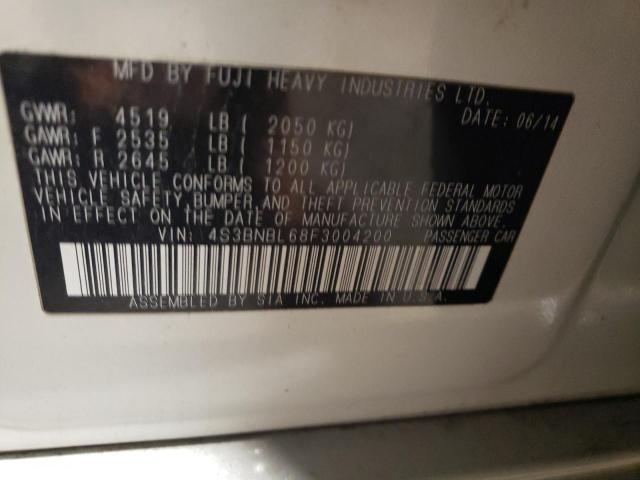 MFD BY FUJI HEAVY INDUSTRIES LTD.
GVWR: 4519 LB ( 2050 KG) DATE: 06/14
GAWR: F 2535 LB ( 1150 KG)
GAWR: R 2645 LB ( 1200 KG)
THIS VEHICLE CONFORMS TO ALL APPLICABLE FEDERAL MOTOR
VEHICLE SAFETY, BUMPER, AND THEFT PREVENTION
STANDARDS IN EFFECT ON THE DATE OF MANUFACTURE SHOWN ABOVE.
VIN: 4S3BNBL68F3004200 PASSENGER CAR
ASSEMBLED BY SIA INC. MADE IN U.S.A.